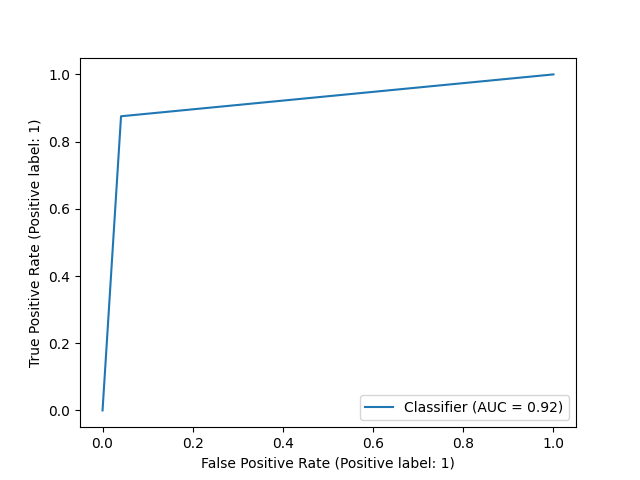 1.0
0.8
0.6
0.4
0.2
0.0
True Positive Rate (Positive label: 1)
Classifier (AUC = 0.92)
0.0 0.2 0.4 0.6 0.8 1.0
False Positive Rate (Positive label: 1)